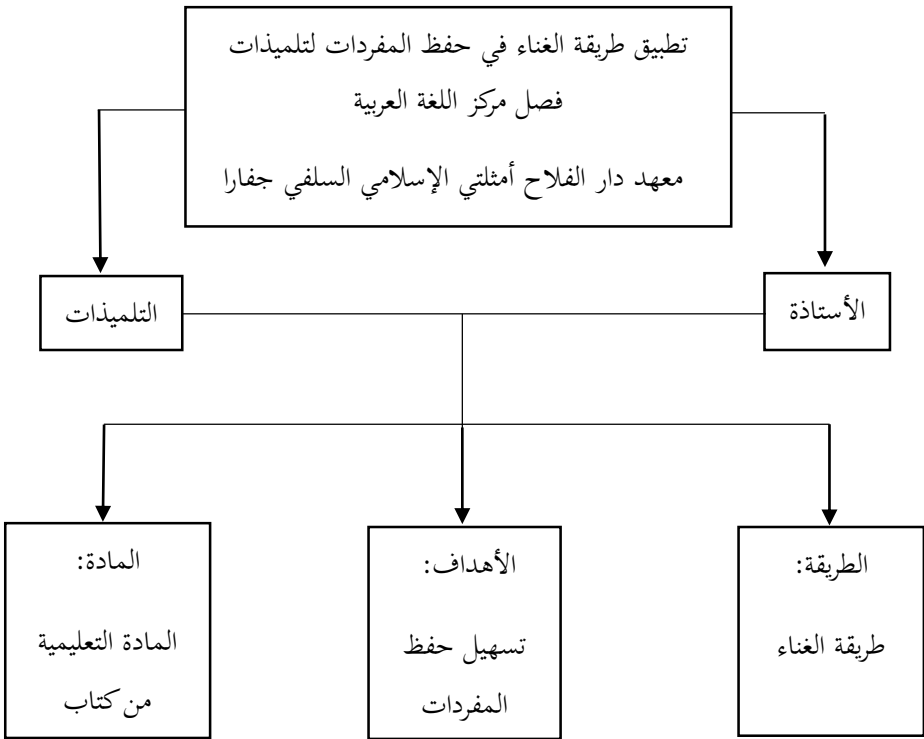 تطبيق طريقة الغناء في حفظ المفردات لتلميذات
فصل مركز اللغة العربية
معهد دار الفلاح أمثلتي الإسلامي السلفي جفارا
الأستاذة
التلميذات
الطريقة:
طريقة الغناء
الأهداف:
تسهيل حفظ
المفردات
المادة:
المادة التعليمية
من كتاب